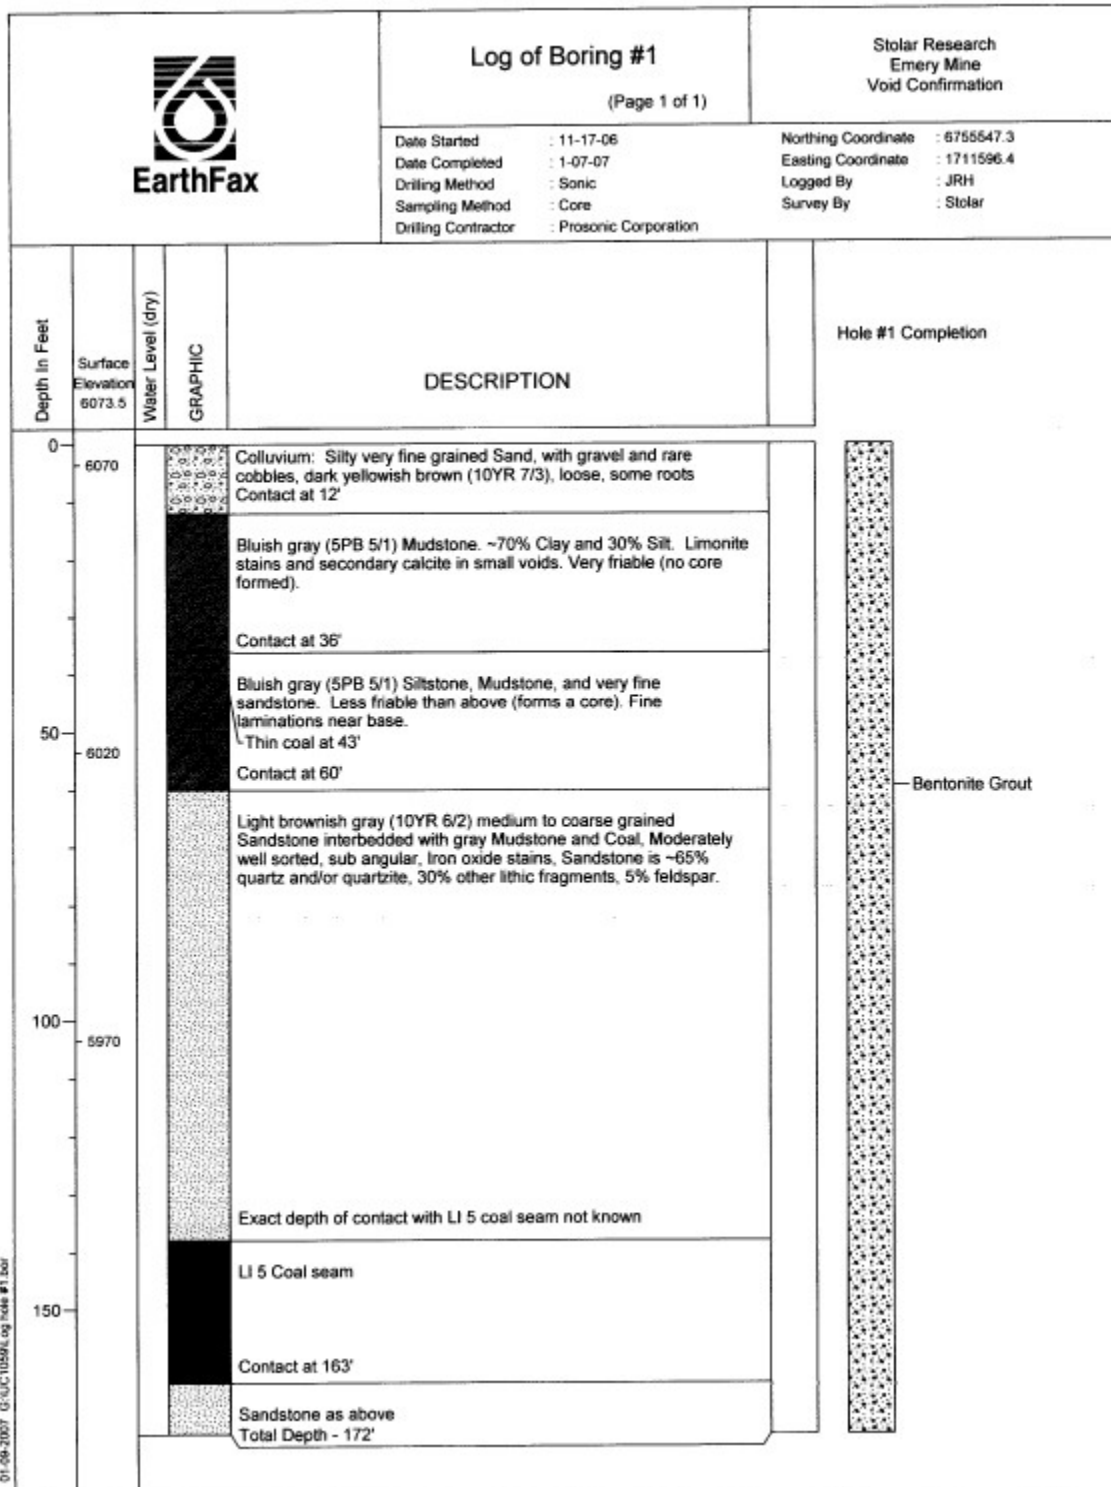 EarthFax
Log of Boring #1
(Page 1 of 1)
Stolar Research
Emery Mine
Void Confirmation
Date Started : 11-17-06
Date Completed : 1-07-07
Drilling Method : Sonic
Sampling Method : Core
Drilling Contractor : Prosonic Corporation
Northing Coordinate : 6755547.3
Easting Coordinate : 1711596.4
Logged By : JRH
Survey By : Stolar
Depth In Feet
Surface
Elevation
6073.5
Water Level (dry)
GRAPHIC
DESCRIPTION
Hole #1 Completion
0
6070
Colluvium: Silty very fine grained Sand, with gravel and rare
cobbles, dark yellowish brown (10YR 7/3), loose, some roots
Contact at 12'
Bluish gray (5PB 5/1) Mudstone. ~70% Clay and 30% Silt. Limonite
stains and secondary calcite in small voids. Very friable (no core
formed).
Contact at 36'
Bluish gray (5PB 5/1) Siltstone, Mudstone, and very fine
sandstone. Less friable than above (forms a core). Fine
laminations near base.
Thin coal at 43'
50
6020
Contact at 60'
Bentonite Grout
Light brownish gray (10YR 6/2) medium to coarse grained
Sandstone interbedded with gray Mudstone and Coal, Moderately
well sorted, sub angular, Iron oxide stains, Sandstone is ~65%
quartz and/or quartzite, 30% other lithic fragments, 5% feldspar.
100
5970
Exact depth of contact with LI 5 coal seam not known
LI 5 Coal seam
150
Contact at 163'
Sandstone as above
Total Depth - 172'
01-09-2007 G:\UC1059\Log hole #1.bor